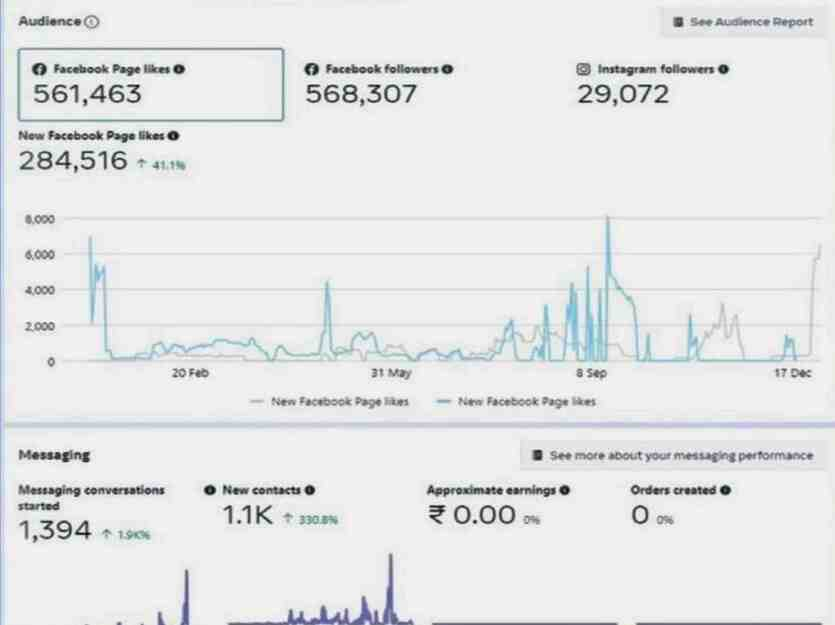 Audience
See Audience Report
Facebook Page likes
561,463
Facebook followers
568,307
Instagram followers
29,072
New Facebook Page likes
284,516 ↑ 41.1%
8,000
6,000
4,000
2,000
0
20 Feb 31 May 8 Sep 17 Dec
New Facebook Page likes New Facebook Page likes
Messaging
See more about your messaging performance
Messaging conversations
started
1,394 ↑ 1.9K%
New contacts
1.1K ↑ 330.8%
Approximate earnings
₹ 0.00 0%
Orders created
0 0%